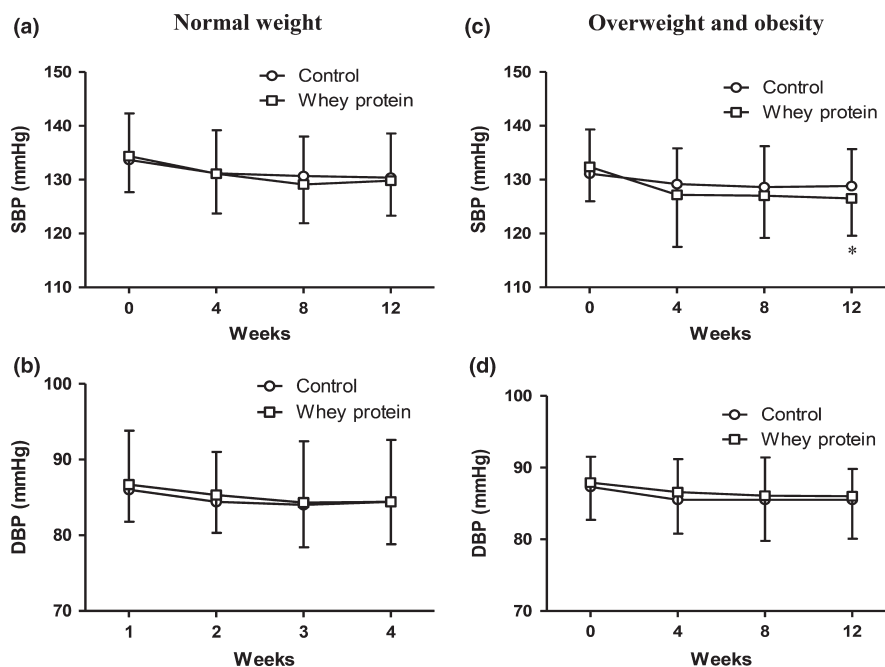 (a)
Normal weight
150
140
130
120
110
SBP (mmHg)
Control
Whey protein
0 4 8 12
Weeks
(c)
Overweight and obesity
150
140
130
120
110
SBP (mmHg)
Control
Whey protein
*
0 4 8 12
Weeks
(b)
100
90
80
70
DBP (mmHg)
Control
Whey protein
1 2 3 4
Weeks
(d)
100
90
80
70
DBP (mmHg)
Control
Whey protein
0 4 8 12
Weeks